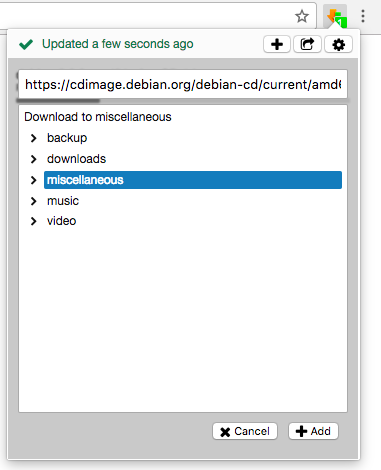 Updated a few seconds ago
https://cdimage.debian.org/debian-cd/current/amd6
Download to miscellaneous
backup
downloads
miscellaneous
music
video
Cancel
Add